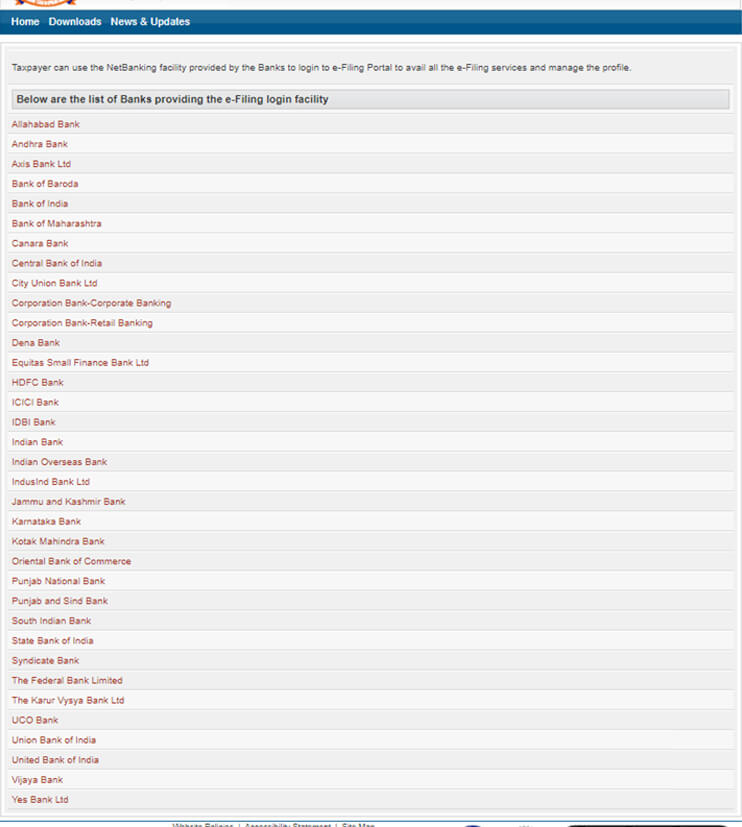 Home Downloads News & Updates
Taxpayer can use the NetBanking facility provided by the Banks to login to e-Filing Portal to avail all the e-Filing services and manage the profile.
Below are the list of Banks providing the e-Filing login facility
Allahabad Bank
Andhra Bank
Axis Bank Ltd
Bank of Baroda
Bank of India
Bank of Maharashtra
Canara Bank
Central Bank of India
City Union Bank Ltd
Corporation Bank-Corporate Banking
Corporation Bank-Retail Banking
Dena Bank
Equitas Small Finance Bank Ltd
HDFC Bank
ICICI Bank
IDBI Bank
Indian Bank
Indian Overseas Bank
IndusInd Bank Ltd
Jammu and Kashmir Bank
Karnataka Bank
Kotak Mahindra Bank
Oriental Bank of Commerce
Punjab National Bank
Punjab and Sind Bank
South Indian Bank
State Bank of India
Syndicate Bank
The Federal Bank Limited
The Karur Vysya Bank Ltd
UCO Bank
Union Bank of India
United Bank of India
Vijaya Bank
Yes Bank Ltd
Website Policies | Accessibility Statement | Site Map